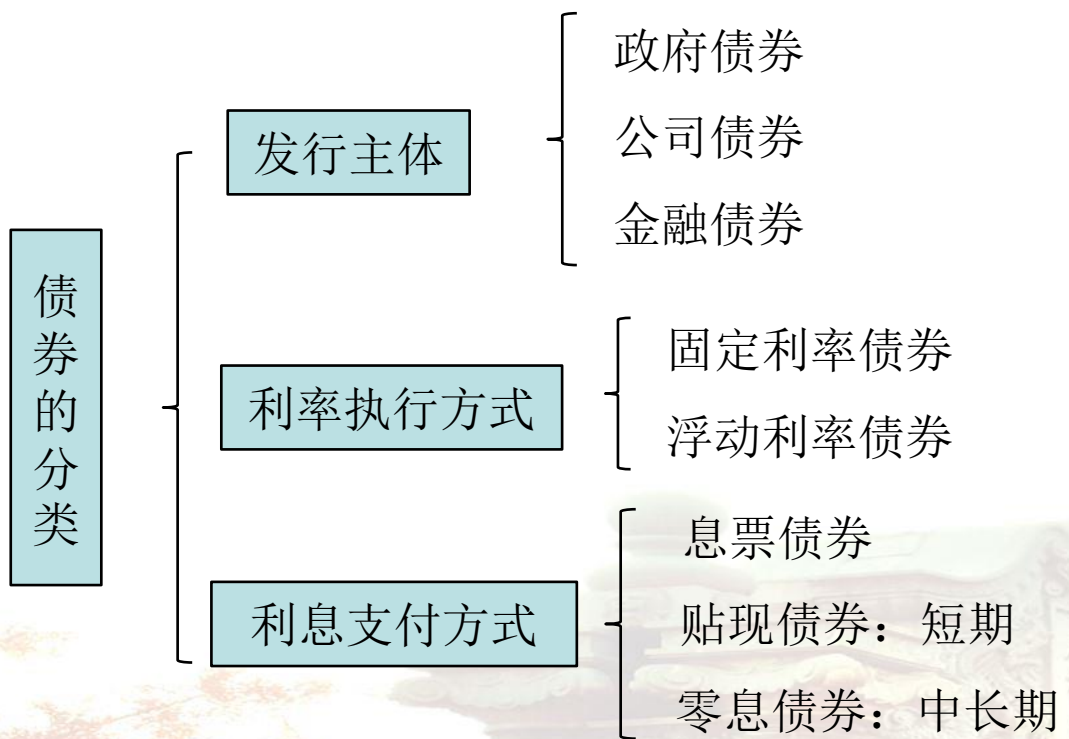 债券的分类
发行主体
政府债券
公司债券
金融债券
利率执行方式
固定利率债券
浮动利率债券
利息支付方式
息票债券
贴现债券：短期
零息债券：中长期